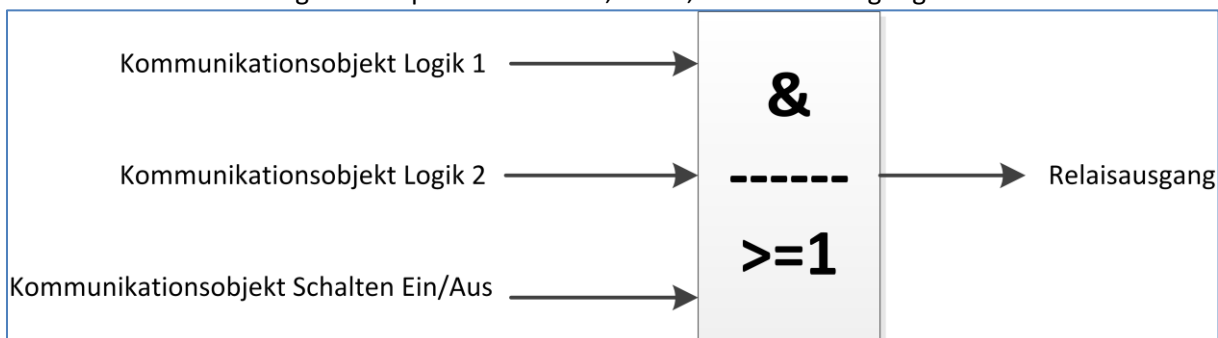 Kommunikationsobjekt Logik 1
&
Kommunikationsobjekt Logik 2
------
Relaisausgang
>=1
Kommunikationsobjekt Schalten Ein/Aus